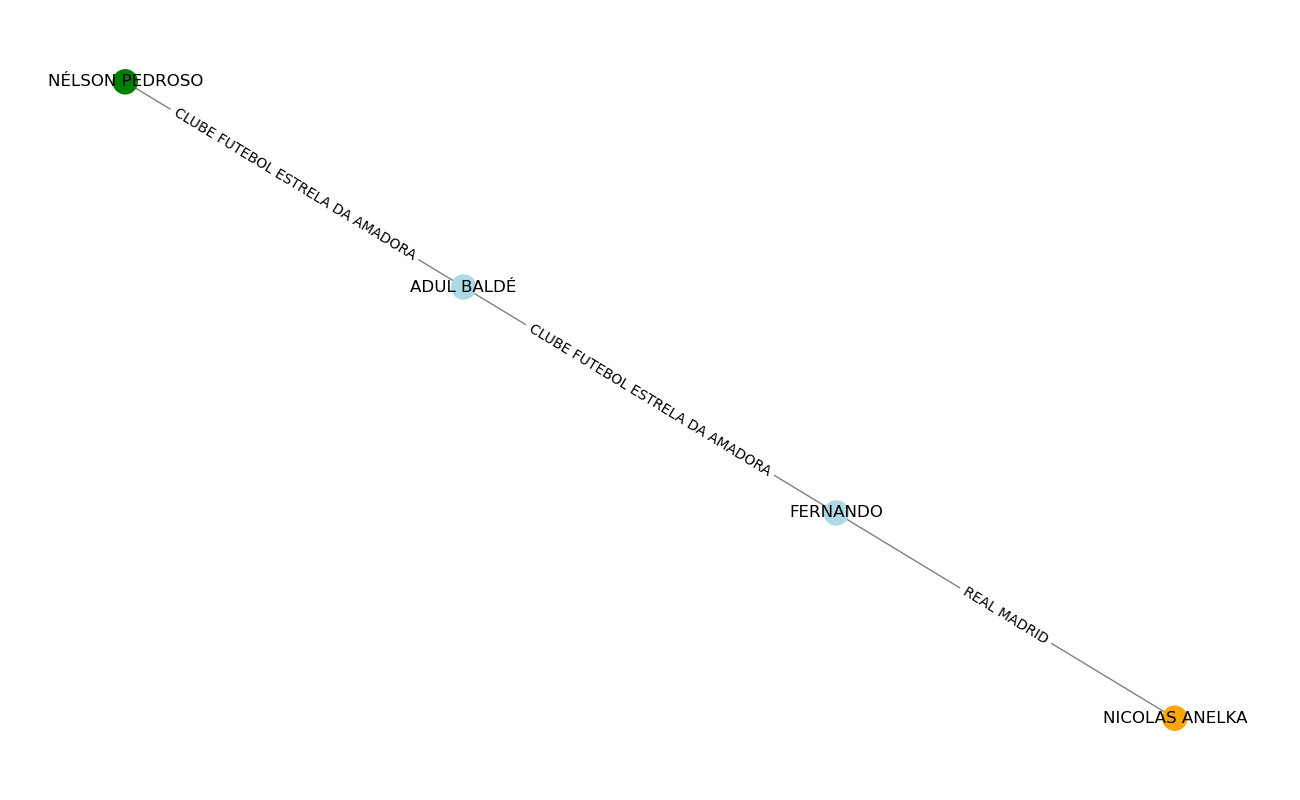 NÉLSON PEDROSO
CLUBE FUTEBOL ESTRELA DA AMADORA
ADUL BALDÉ
CLUBE FUTEBOL ESTRELA DA AMADORA
FERNANDO
REAL MADRID
NICOLAS ANELKA